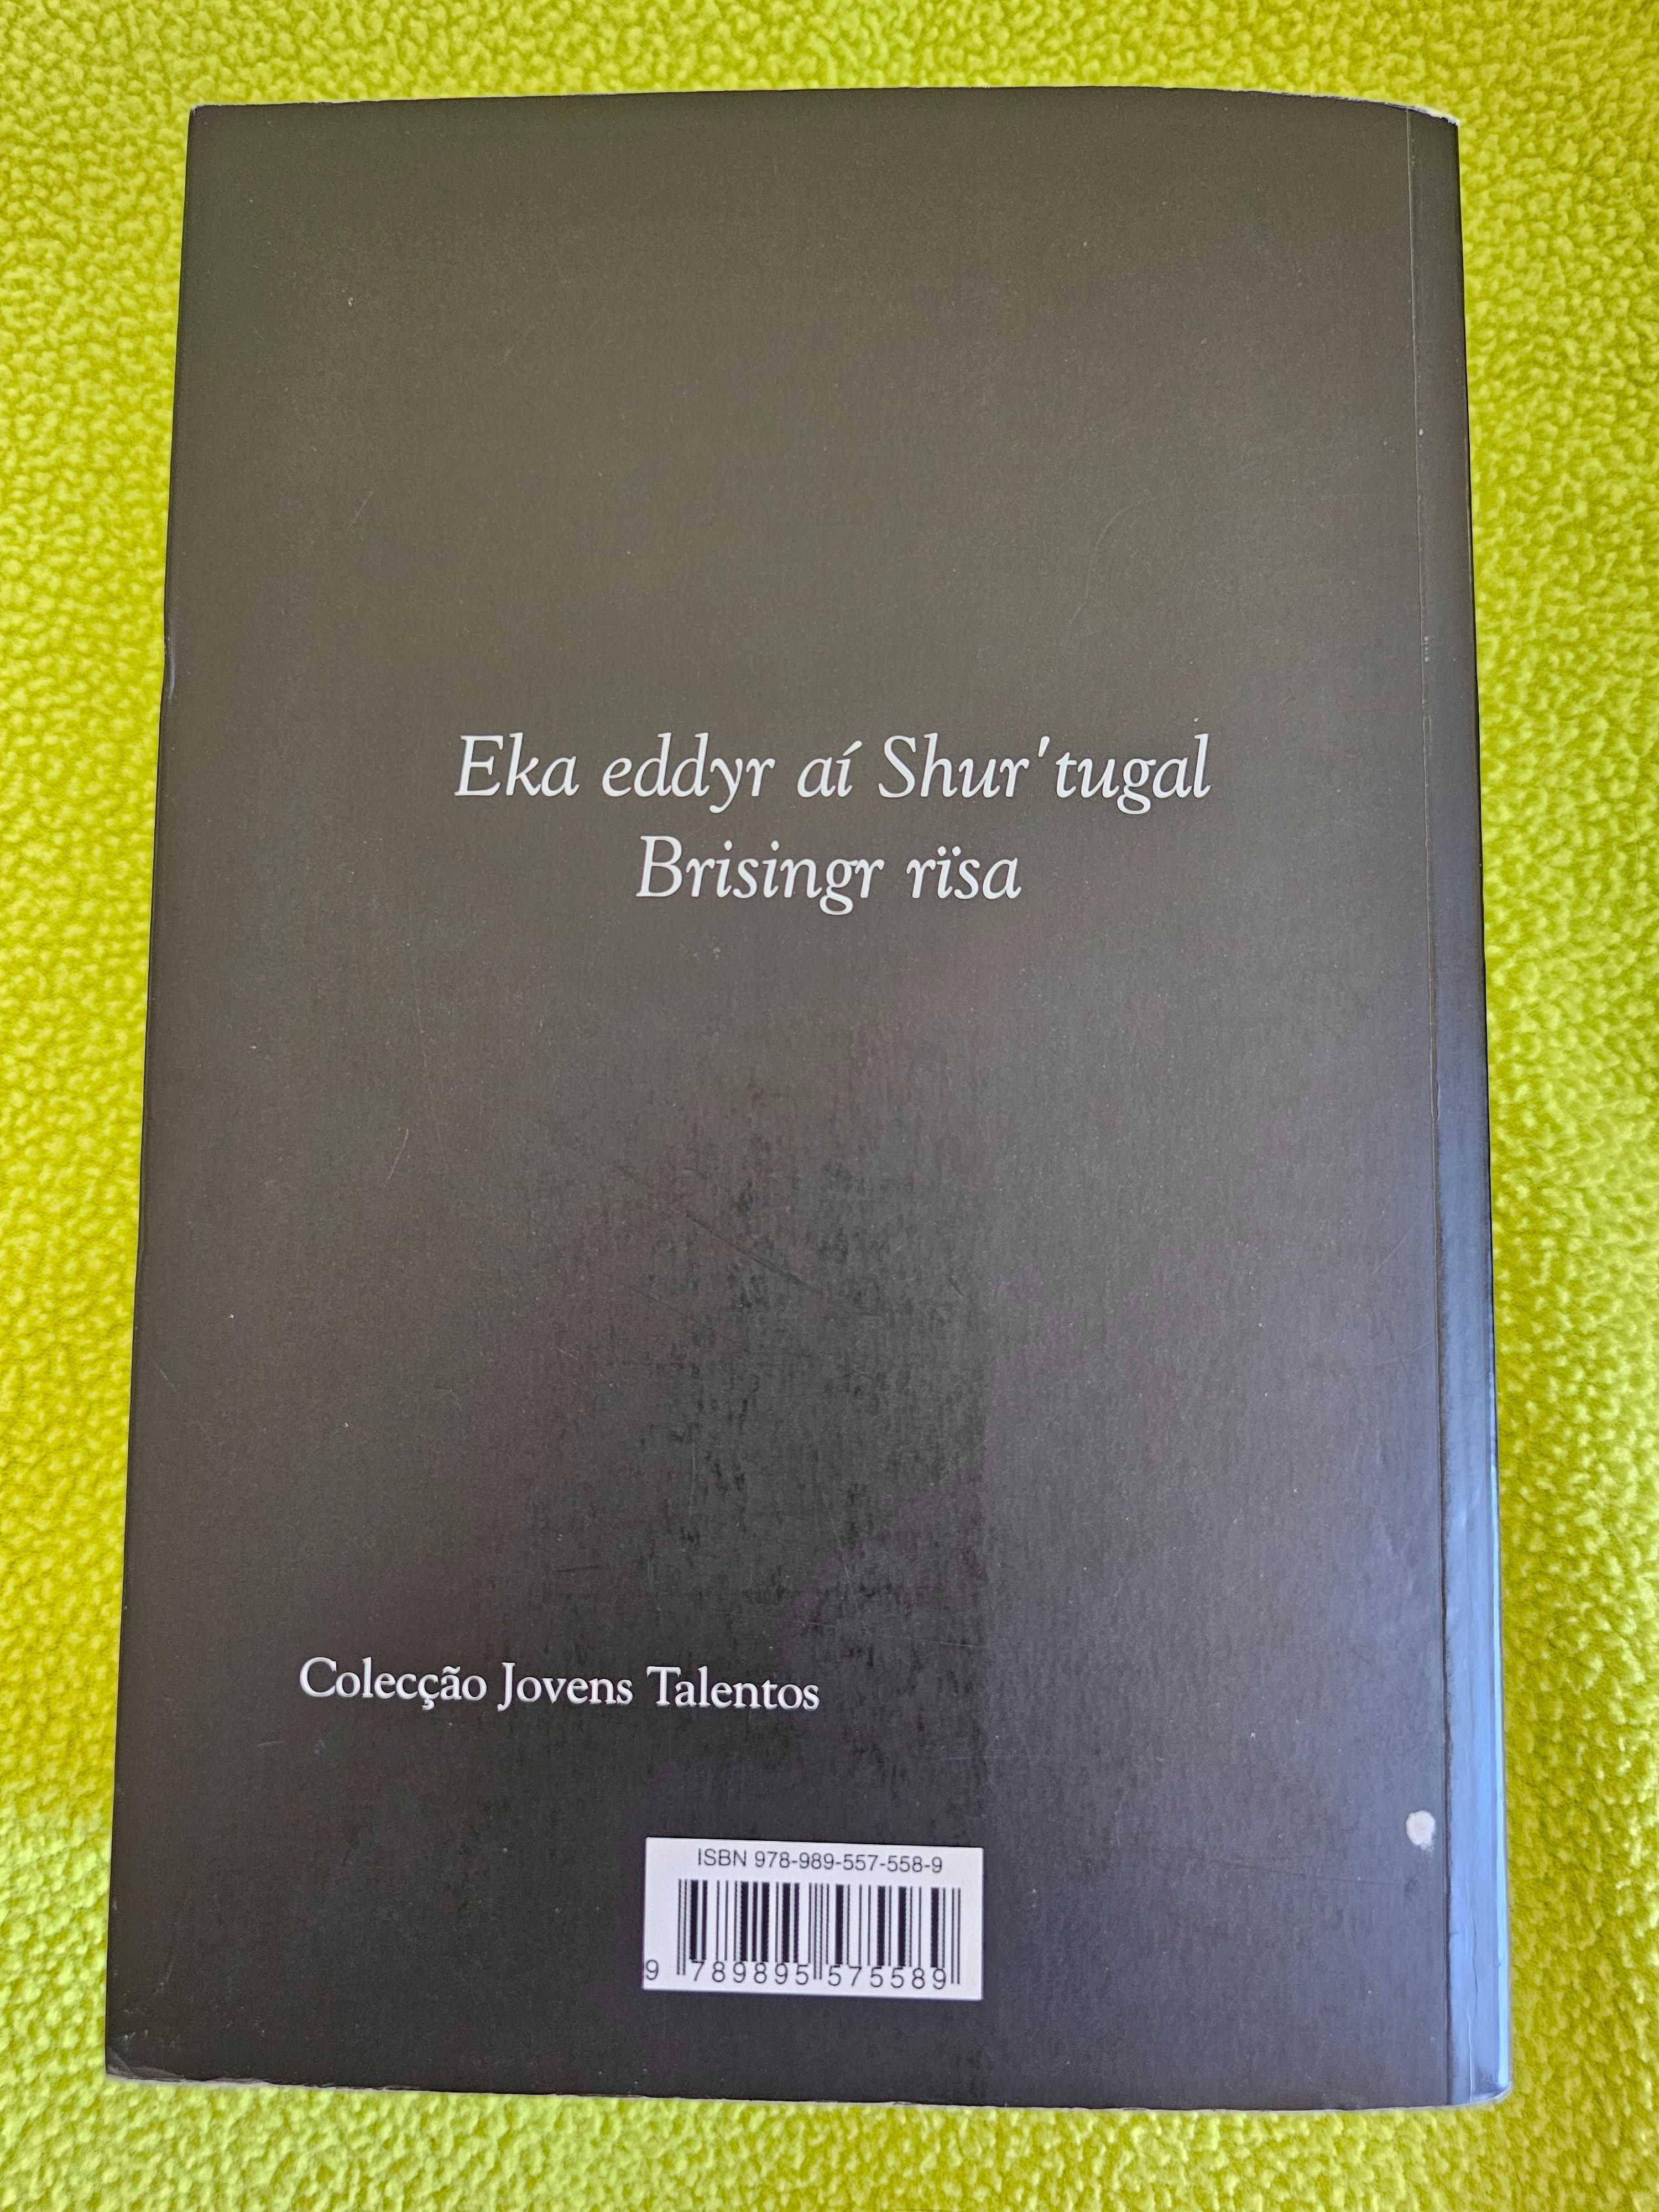 Eka eddyr aí Shur'tugal
Brisingr rïsa
Colecção Jovens Talentos
ISBN 978-989-557-558-9
9 789895 575589